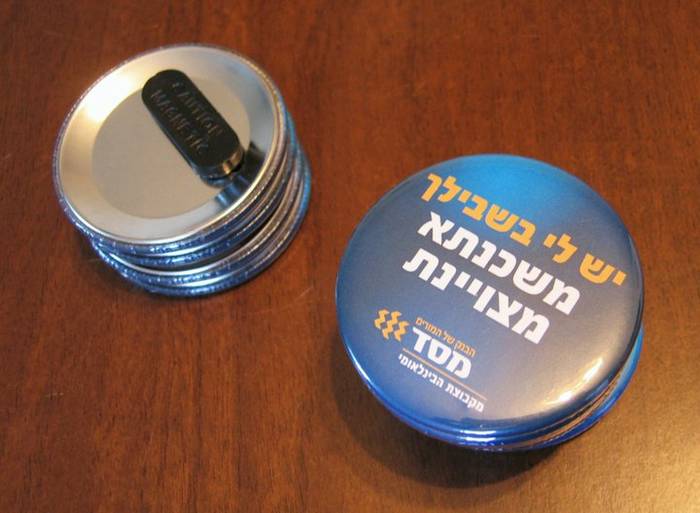 CAUTION
MAGNETIC
יש לי בשבילך
משכנתא
מצויינת
הבנק של המורים
מסד
מקבוצת הבינלאומי